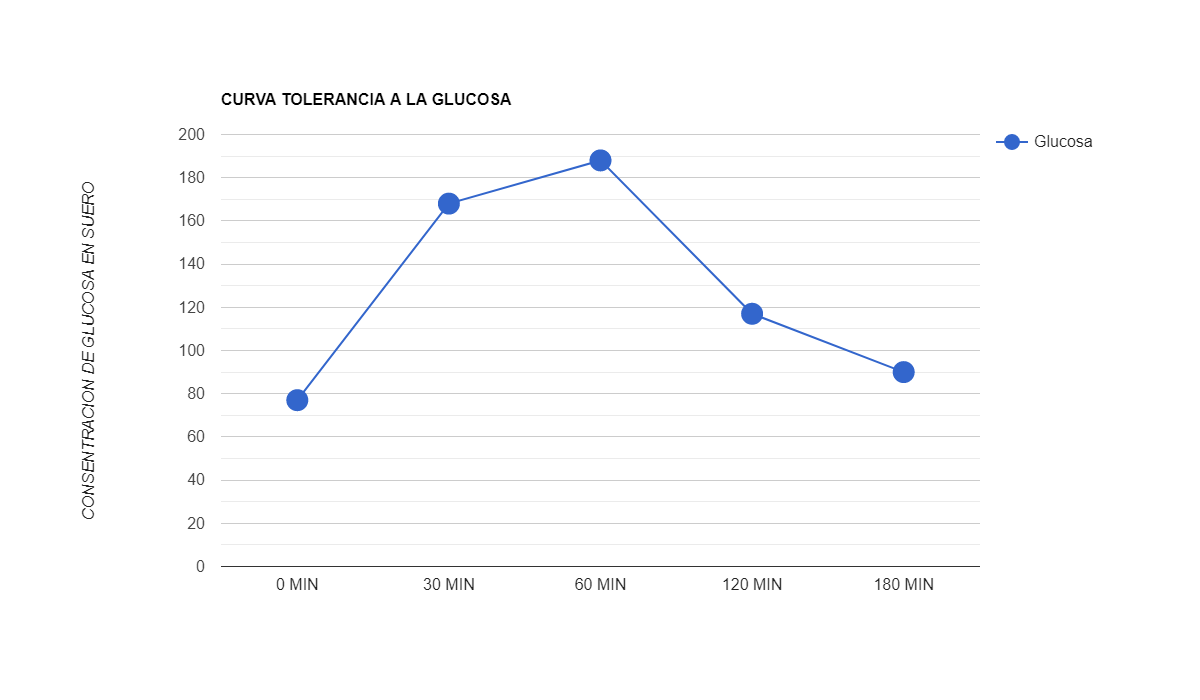 CURVA TOLERANCIA A LA GLUCOSA
CONSENTRACION DE GLUCOSA EN SUERO
200
180
160
140
120
100
80
60
40
20
0
0 MIN
30 MIN
60 MIN
120 MIN
180 MIN
Glucosa